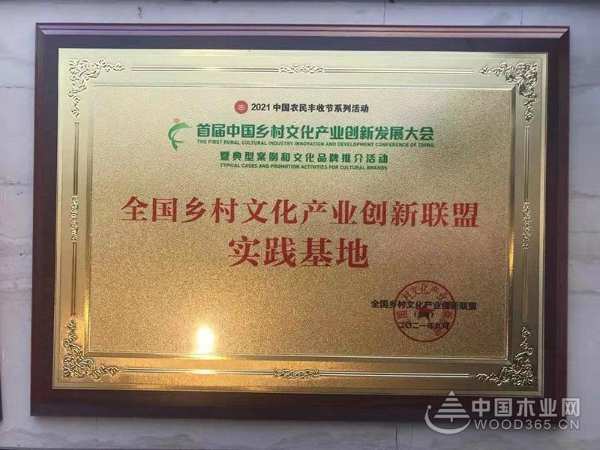 2021 中国农民丰收节系列活动
首届中国乡村文化产业创新发展大会
THE FIRST RURAL CULTURAL INDUSTRY INNOVATION AND DEVELOPMENT CONFERENCE OF CHINA
暨典型案例和文化品牌推介活动
TYPICAL CASES AND PROMOTION ACTIVITIES FOR CULTURAL BRANDS
全国乡村文化产业创新联盟
实践基地
全国乡村文化产业创新联盟
二〇二一年九月
中国木业网
WOOD365.CN